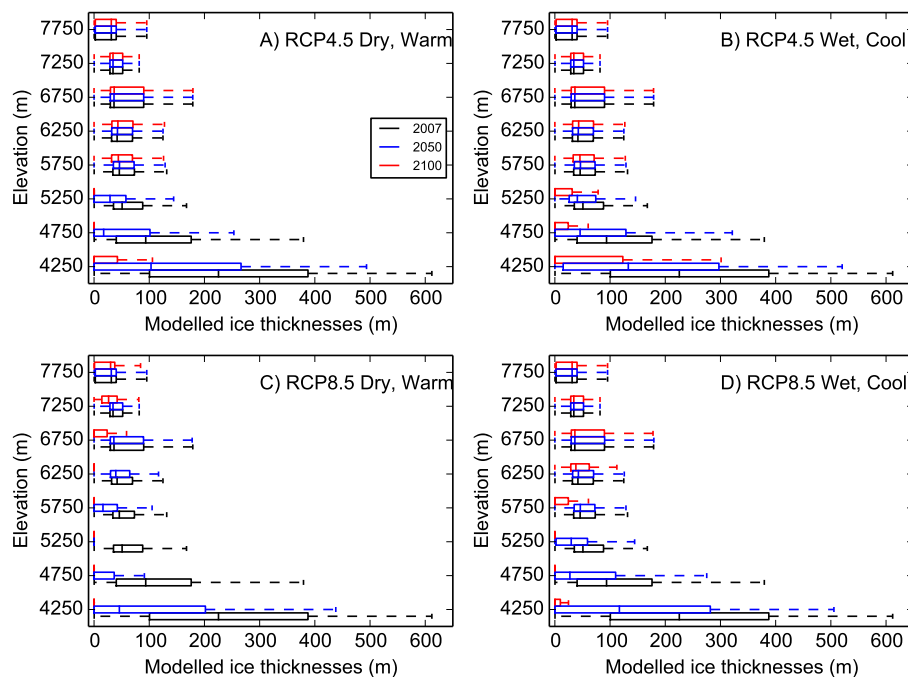 A) RCP4.5 Dry, Warm
Elevation (m)
7750
7250
6750
6250
5750
5250
4750
4250
2007
2050
2100
0 100 200 300 400 500 600
Modelled ice thicknesses (m)
B) RCP4.5 Wet, Cool
Elevation (m)
7750
7250
6750
6250
5750
5250
4750
4250
0 100 200 300 400 500 600
Modelled ice thicknesses (m)
C) RCP8.5 Dry, Warm
Elevation (m)
7750
7250
6750
6250
5750
5250
4750
4250
0 100 200 300 400 500 600
Modelled ice thicknesses (m)
D) RCP8.5 Wet, Cool
Elevation (m)
7750
7250
6750
6250
5750
5250
4750
4250
0 100 200 300 400 500 600
Modelled ice thicknesses (m)